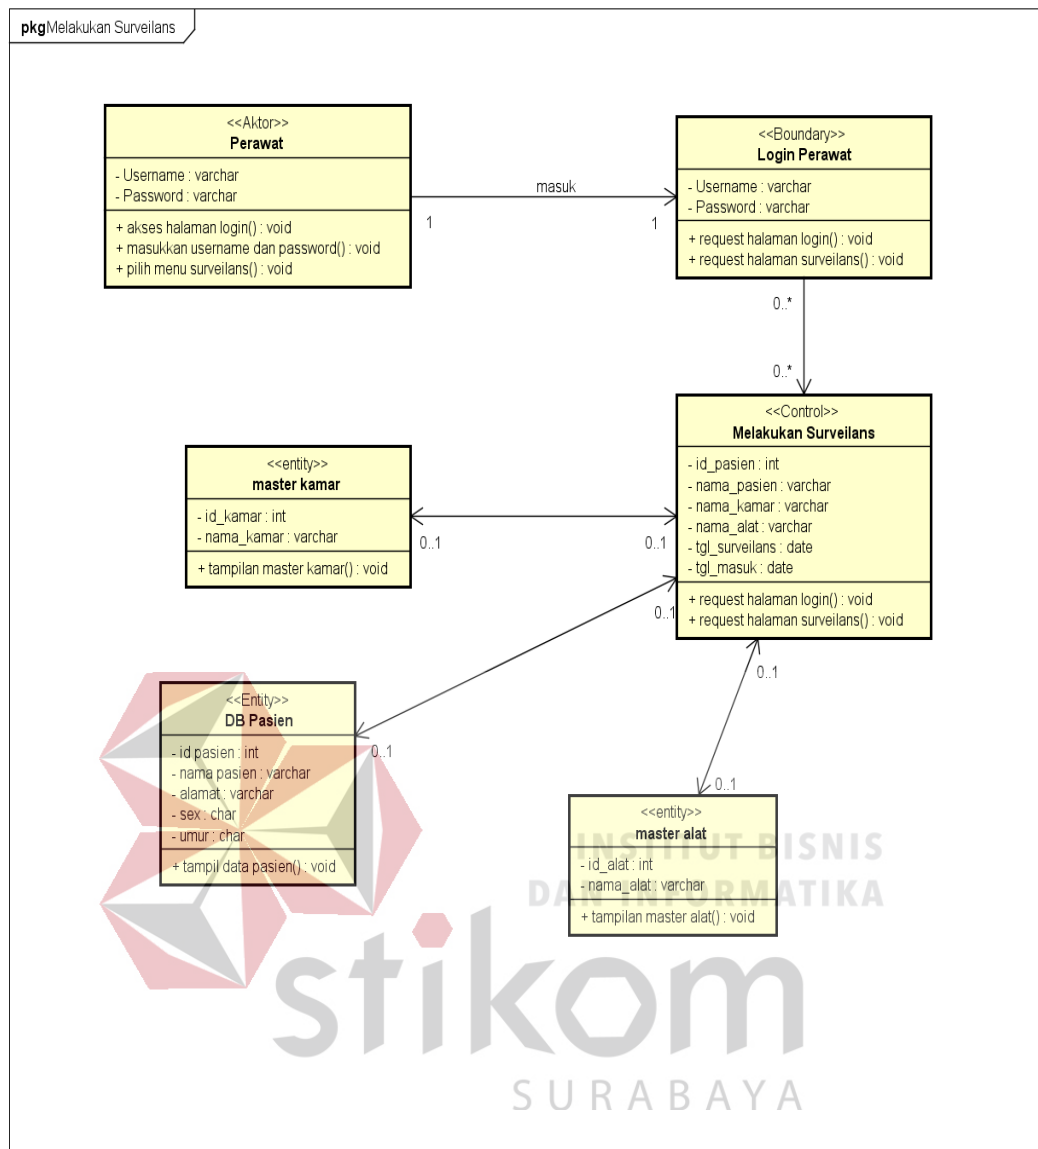 pkg Melakukan Surveilans
<<Aktor>>
Perawat
- Username : varchar
- Password : varchar
+ akses halaman login() : void
+ masukkan username dan password() : void
+ pilih menu surveilans() : void
masuk
1
1
<<Boundary>>
Login Perawat
- Username : varchar
- Password : varchar
+ request halaman login() : void
+ request halaman surveilans() : void
0..*
0..*
<<Control>>
Melakukan Surveilans
- id_pasien : int
- nama_pasien : varchar
- nama_kamar : varchar
- nama_alat : varchar
- tgl_surveilans : date
- tgl_masuk : date
+ request halaman login() : void
+ request halaman surveilans() : void
<<entity>>
master kamar
- id_kamar : int
- nama_kamar : varchar
+ tampilan master kamar() : void
0..1
0..1
0..1
0..1
<<Entity>>
DB Pasien
- id pasien : int
- nama pasien : varchar
- alamat : varchar
- sex : char
- umur : char
+ tampil data pasien() : void
0..1
0..1
<<entity>>
master alat
- id_alat : int
- nama_alat : varchar
+ tampilan master alat() : void
INSTITUT BISNIS
DAN INFORMATIKA
stikom
SURABAYA